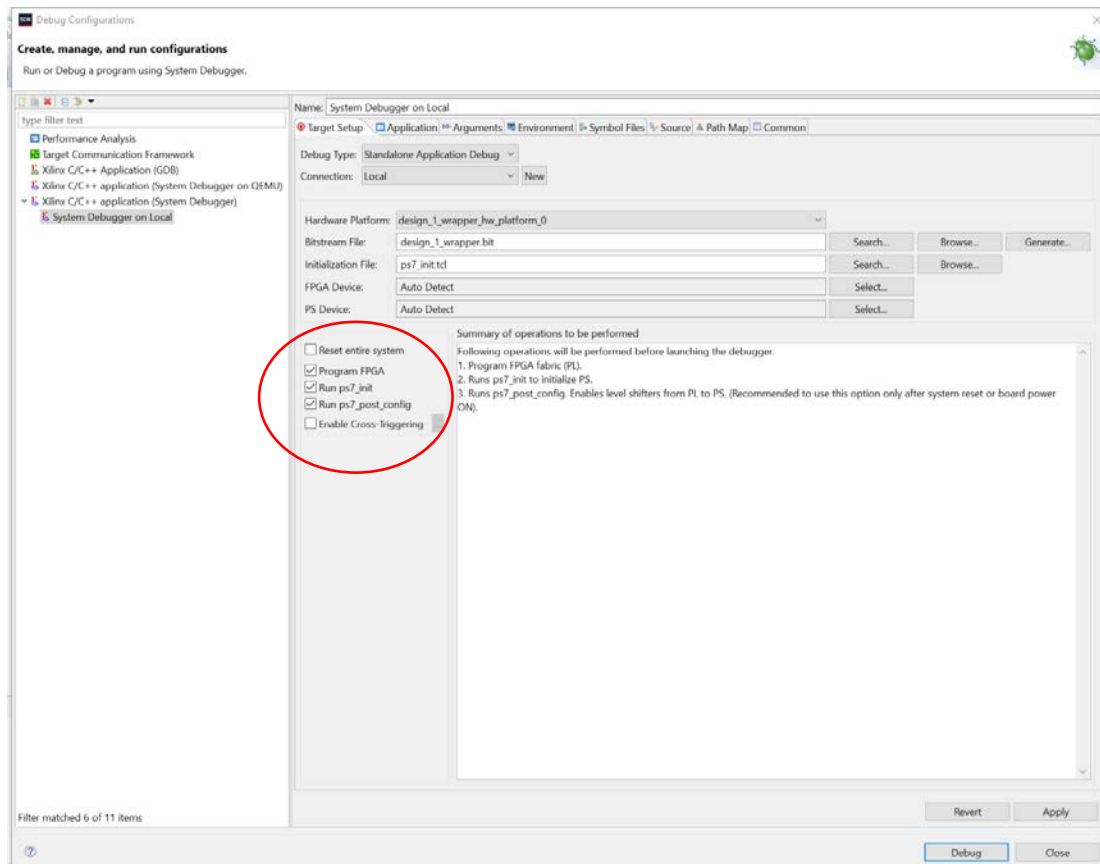 SDK Debug Configurations
Create, manage, and run configurations
Run or Debug a program using System Debugger.
type filter text
Performance Analysis
Target Communication Framework
Xilinx C/C++ Application (GDB)
Xilinx C/C++ application (System Debugger on QEMU)
Xilinx C/C++ application (System Debugger)
System Debugger on Local
Filter matched 6 of 11 items
Name: System Debugger on Local
Target Setup Application Arguments Environment Symbol Files Source Path Map Common
Debug Type: Standalone Application Debug
Connection: Local New
Hardware Platform: design_1_wrapper_hw_platform_0
Bitstream File: design_1_wrapper.bit Search... Browse... Generate...
Initialization File: ps7_init.tcl Search... Browse...
FPGA Device: Auto Detect Select...
PS Device: Auto Detect Select...
Reset entire system
Program FPGA
Run ps7_init
Run ps7_post_config
Enable Cross-Triggering ...
Summary of operations to be performed
Following operations will be performed before launching the debugger.
1. Program FPGA fabric (PL).
2. Runs ps7_init to initialize PS.
3. Runs ps7_post_config. Enables level shifters from PL to PS. (Recommended to use this option only after system reset or board power
ON).
Revert Apply
Debug Close